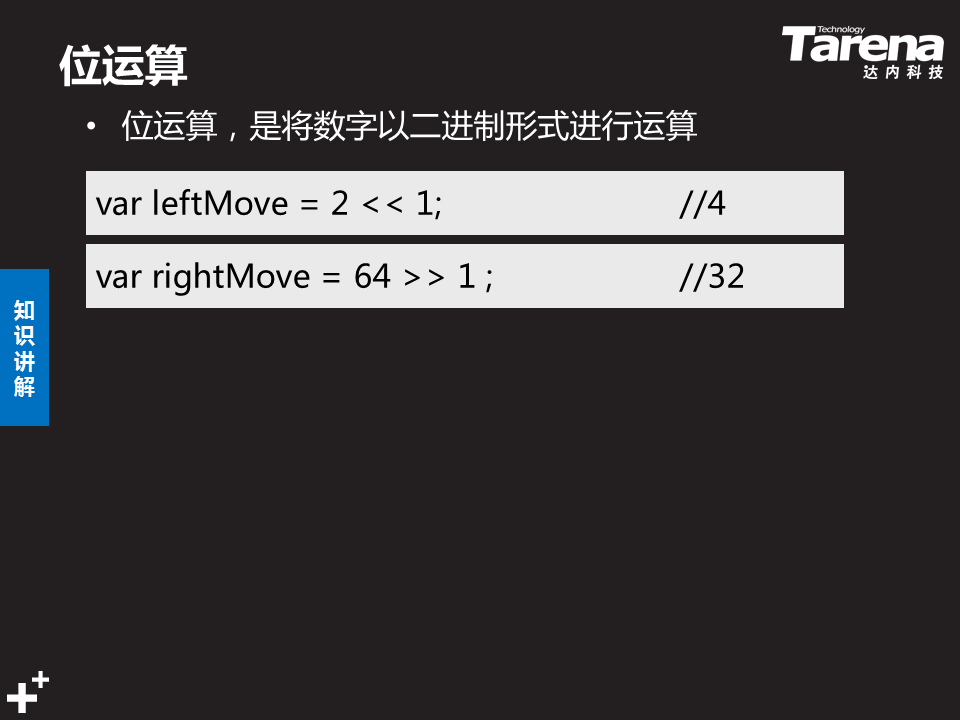 位运算
Technology
Tarena
达内科技
• 位运算，是将数字以二进制形式进行运算
var leftMove = 2 << 1; //4
var rightMove = 64 >> 1 ; //32
知
识
讲
解